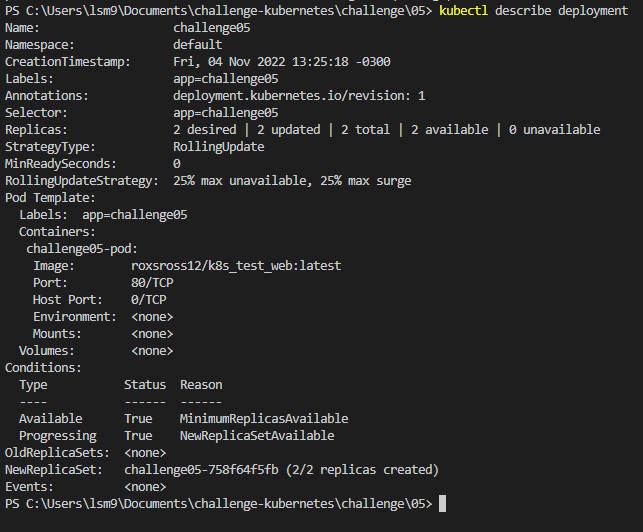 PS C:\Users\lsm9\Documents\challenge-kubernetes\challenge\05> kubectl describe deployment
Name:                   challenge05
Namespace:              default
CreationTimestamp:      Fri, 04 Nov 2022 13:25:18 -0300
Labels:                 app=challenge05
Annotations:            deployment.kubernetes.io/revision: 1
Selector:               app=challenge05
Replicas:               2 desired | 2 updated | 2 total | 2 available | 0 unavailable
StrategyType:           RollingUpdate
MinReadySeconds:        0
RollingUpdateStrategy:  25% max unavailable, 25% max surge
Pod Template:
  Labels:  app=challenge05
  Containers:
   challenge05-pod:
    Image:        roxsross12/k8s_test_web:latest
    Port:         80/TCP
    Host Port:    0/TCP
    Environment:  <none>
    Mounts:       <none>
  Volumes:        <none>
Conditions:
  Type           Status  Reason
  ----           ------  ------
  Available      True    MinimumReplicasAvailable
  Progressing    True    NewReplicaSetAvailable
OldReplicaSets:  <none>
NewReplicaSet:   challenge05-758f64f5fb (2/2 replicas created)
Events:          <none>
PS C:\Users\lsm9\Documents\challenge-kubernetes\challenge\05>